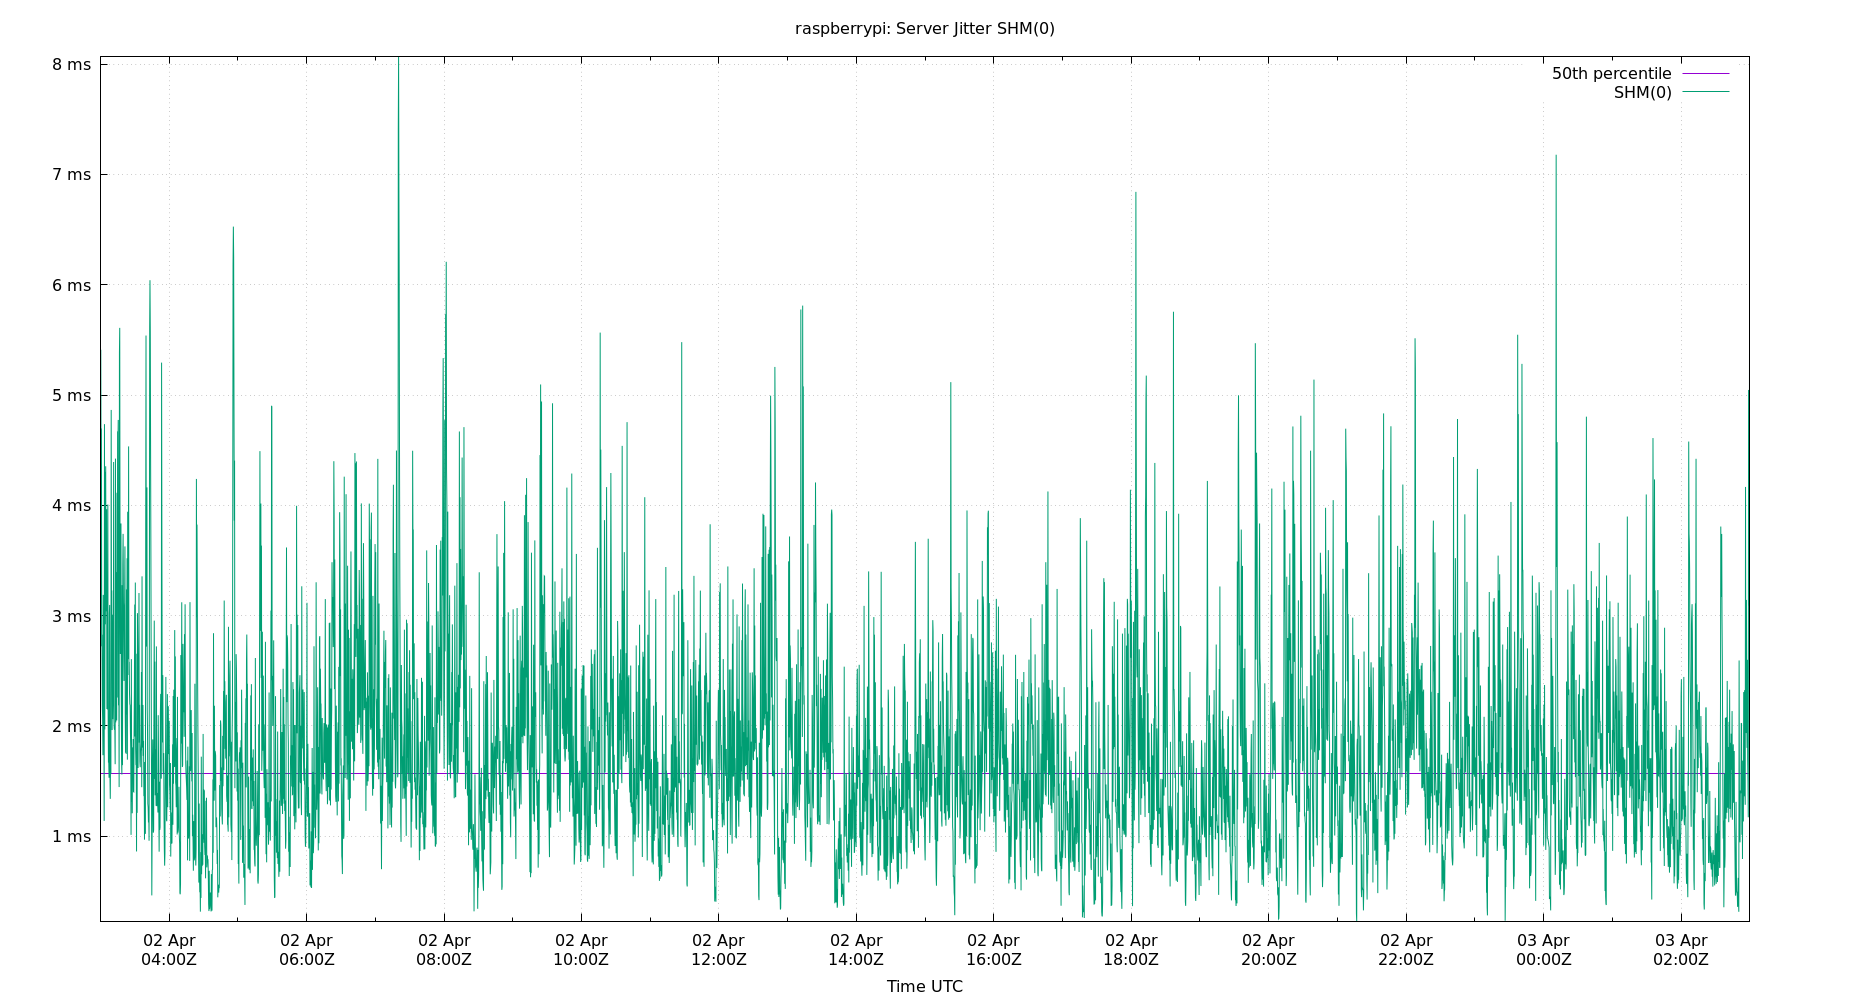 raspberrypi: Server Jitter SHM(0)
8 ms
7 ms
6 ms
5 ms
4 ms
3 ms
2 ms
1 ms
50th percentile
SHM(0)
02 Apr 02 Apr 02 Apr 02 Apr 02 Apr 02 Apr 02 Apr 02 Apr 02 Apr 02 Apr 03 Apr 03 Apr
04:00Z 06:00Z 08:00Z 10:00Z 12:00Z 14:00Z 16:00Z 18:00Z 20:00Z 22:00Z 00:00Z 02:00Z
Time UTC